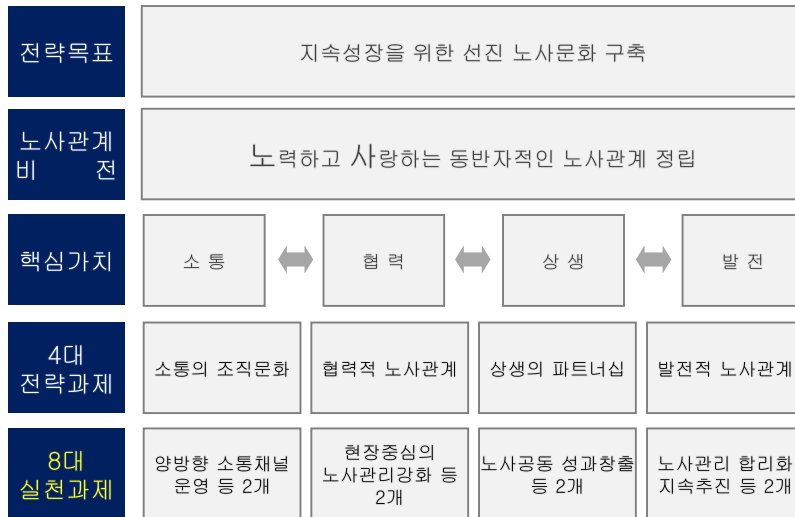 전략목표
지속성장을 위한 선진 노사문화 구축
노사관계
비 전
노력하고 사랑하는 동반자적인 노사관계 정립
핵심가치
소 통
협 력
상 생
발 전
4대
전략과제
소통의 조직문화
협력적 노사관계
상생의 파트너십
발전적 노사관계
8대
실천과제
양방향 소통채널
운영 등 2개
현장중심의
노사관리강화 등
2개
노사공동 성과창출
등 2개
노사관리 합리화
지속추진 등 2개